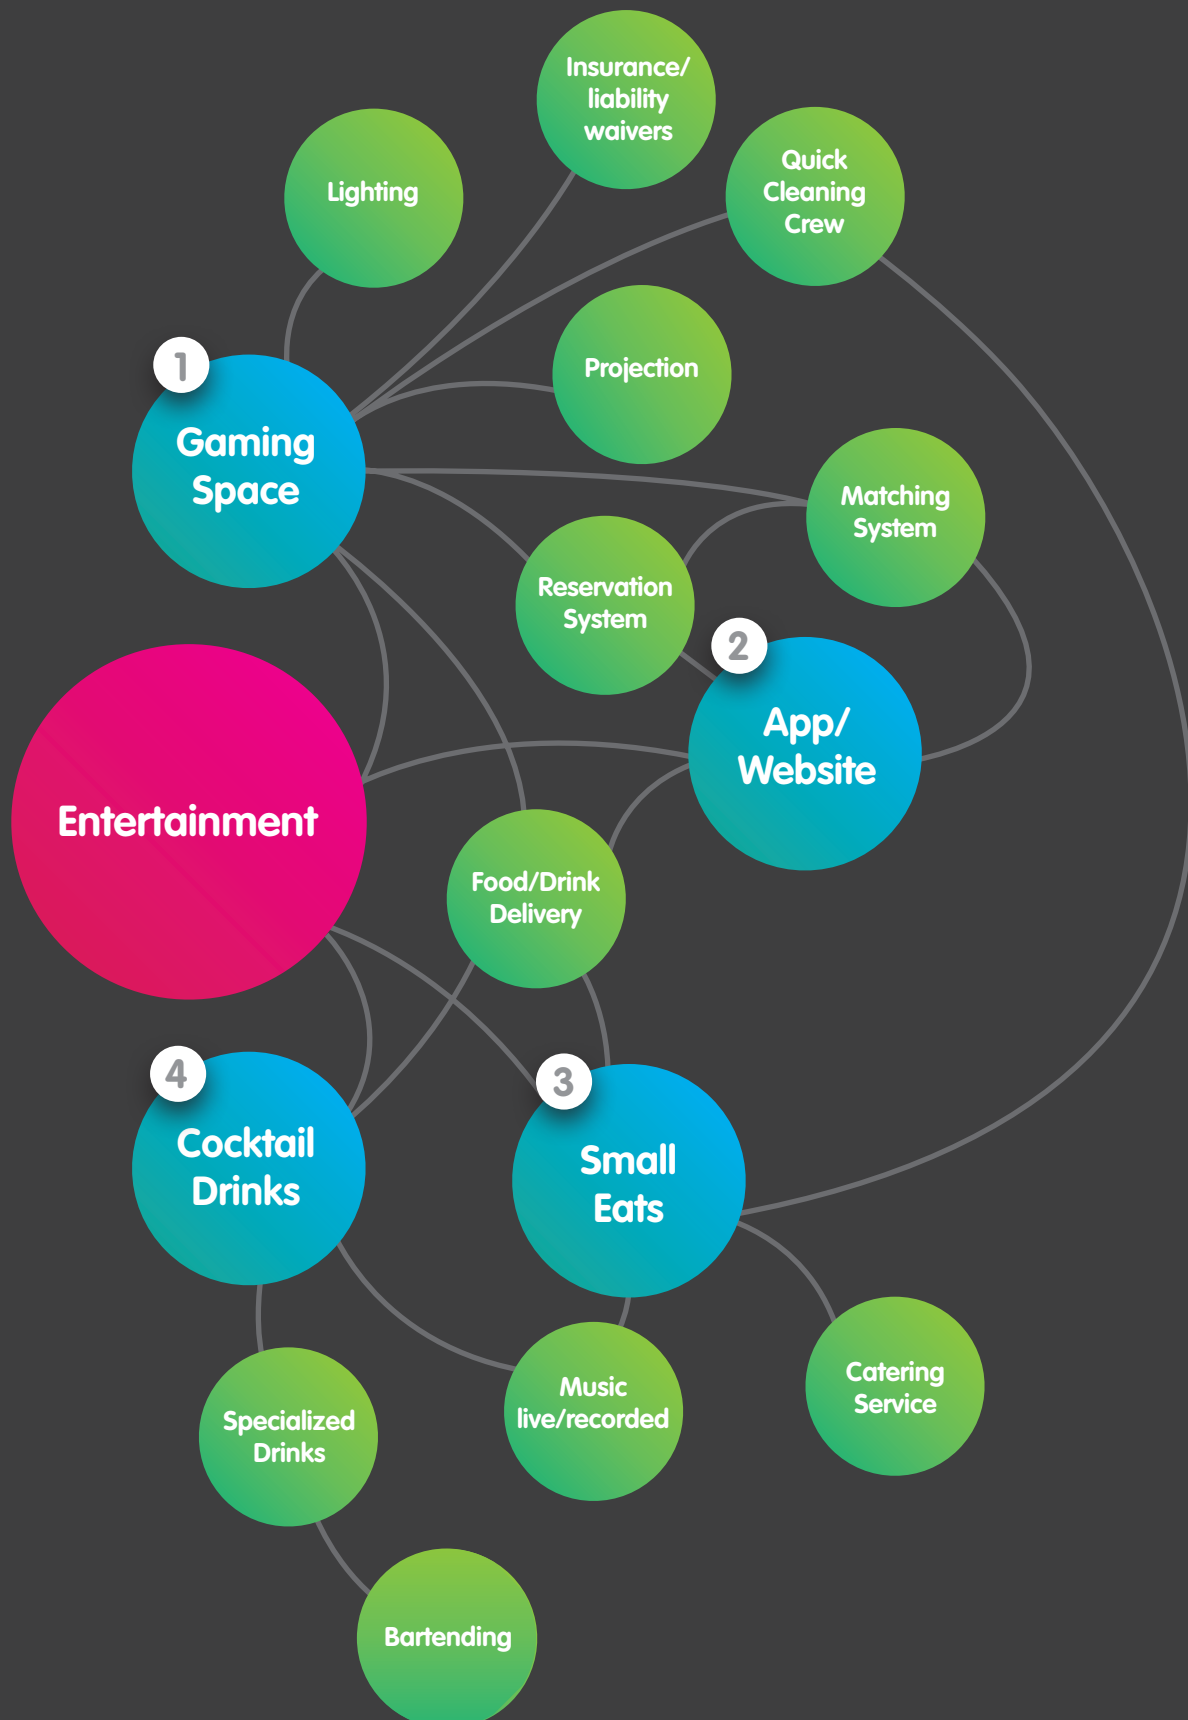 Insurance/
liability
waivers
Lighting
Quick
Cleaning
Crew
Projection
1
Gaming
Space
Matching
System
Reservation
System
2
App/
Website
Entertainment
Food/Drink
Delivery
4
Cocktail
Drinks
3
Small
Eats
Catering
Service
Music
live/recorded
Specialized
Drinks
Bartending